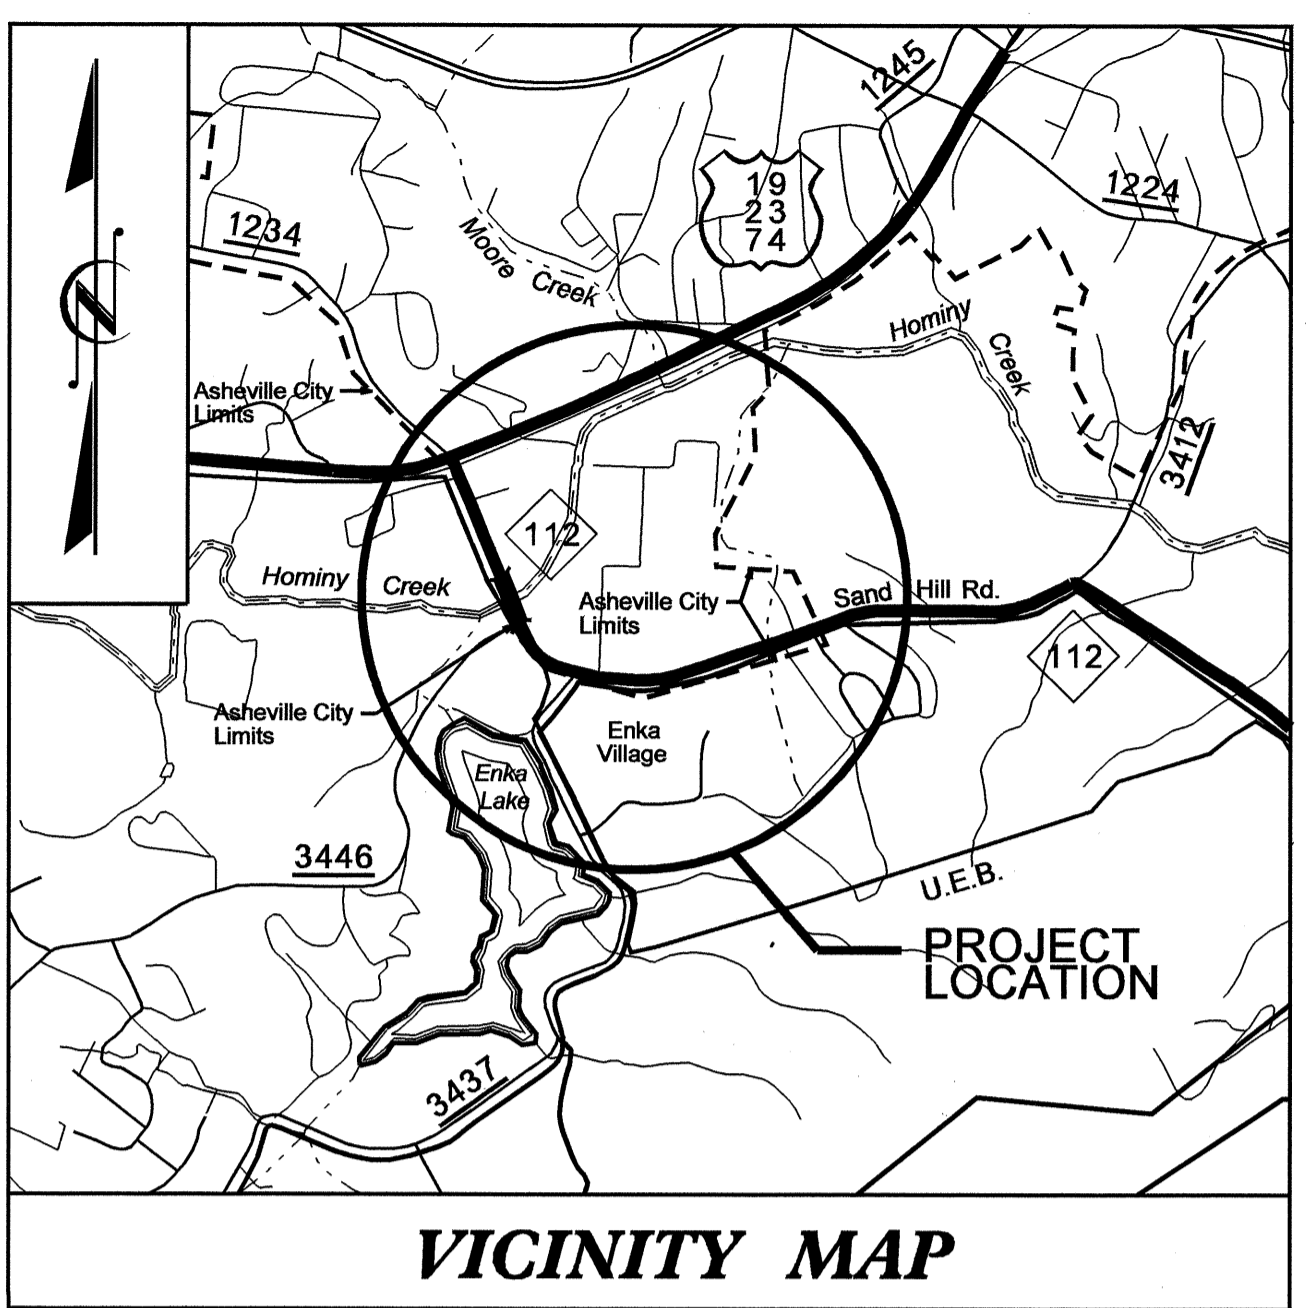 1245
19
23
74
1224
1234
Moore Creek
Hominy Creek
Asheville City
Limits
3412
112
Hominy Creek
Asheville City
Limits
Sand Hill Rd.
112
Asheville City
Limits
Enka
Village
Enka
Lake
3446
U.E.B.
PROJECT
LOCATION
3437
VICINITY MAP
N